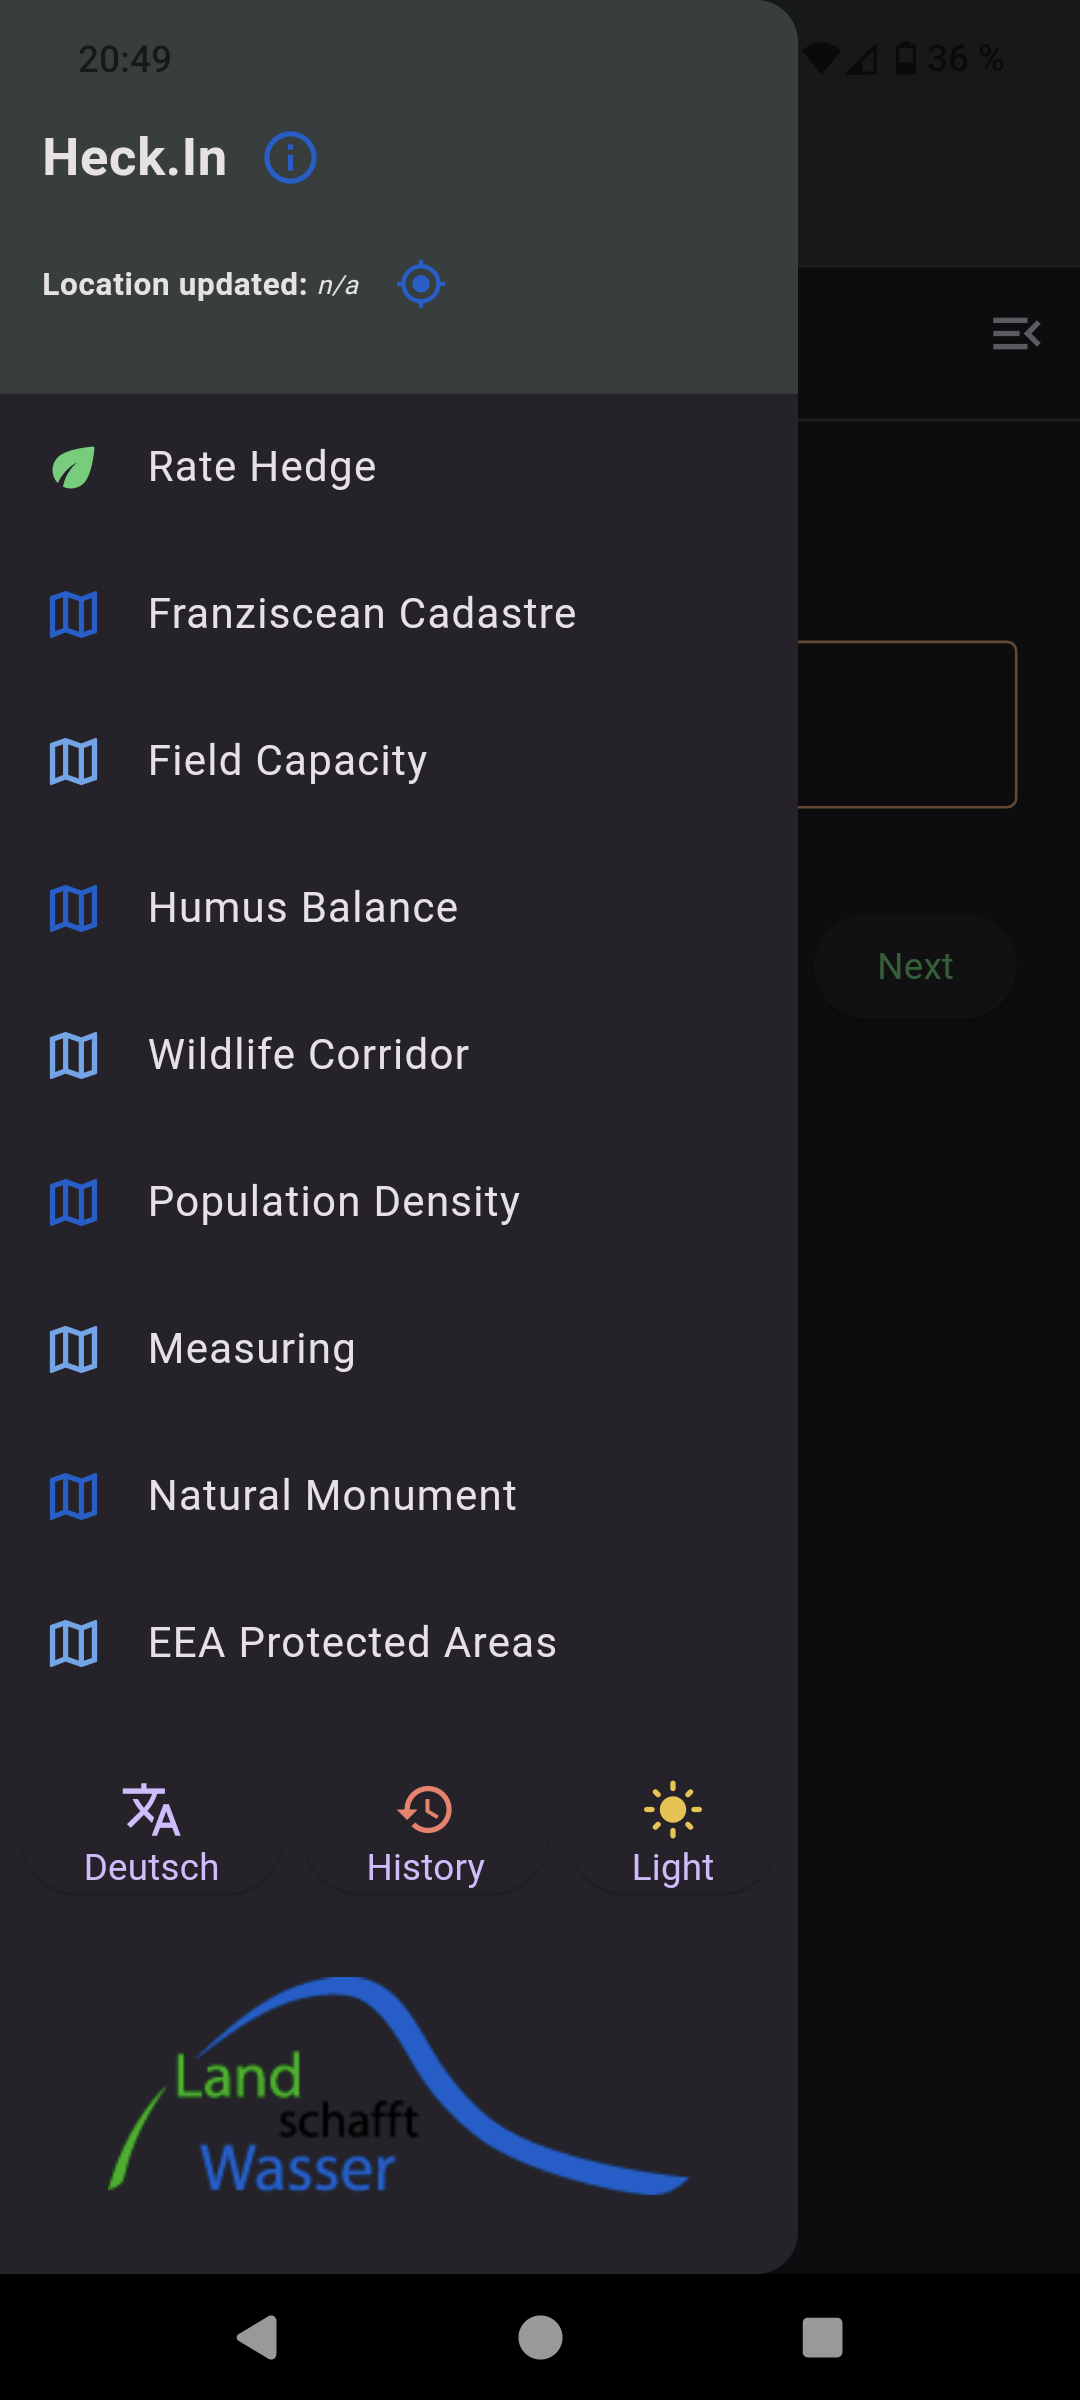 20:49
36 %
Heck.In
Location updated: n/a
Rate Hedge
Franziscean Cadastre
Field Capacity
Humus Balance
Next
Wildlife Corridor
Population Density
Measuring
Natural Monument
EEA Protected Areas
Deutsch
History
Light
Land
schafft
Wasser